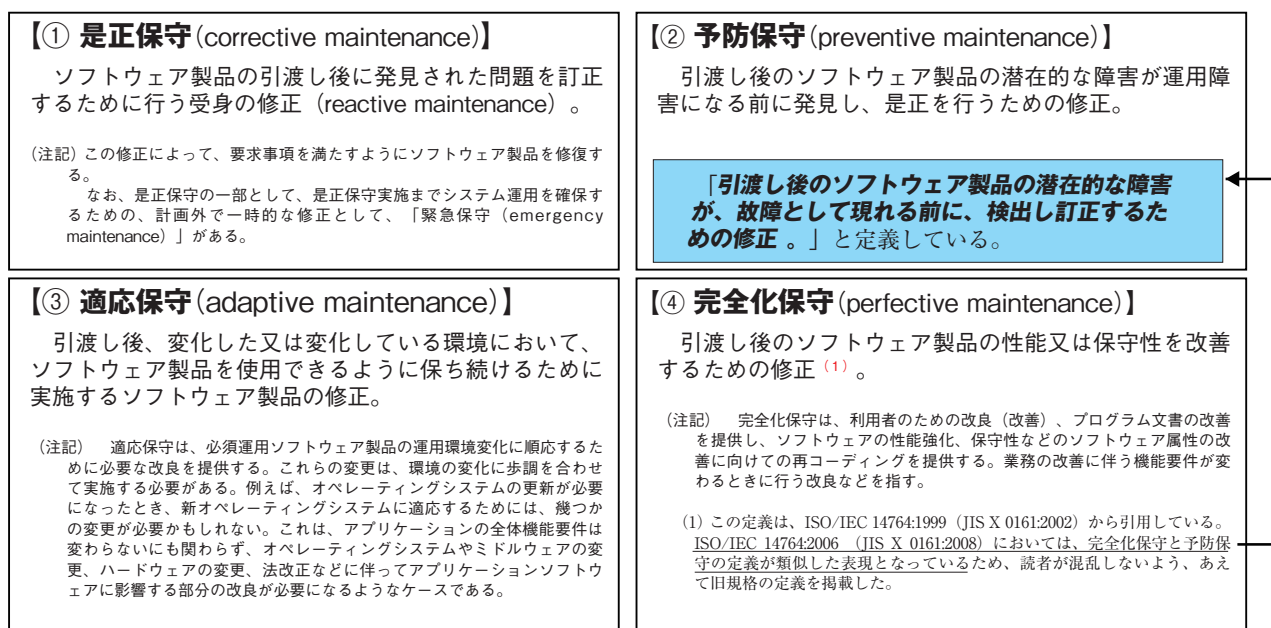 【① 是正保守(corrective maintenance)】
ソフトウェア製品の引渡し後に発見された問題を訂正
するために行う受身の修正（reactive maintenance）。
（注記）この修正によって、要求事項を満たすようにソフトウェア製品を修復す
る。
なお、是正保守の一部として、是正保守実施までシステム運用を確保す
るための、計画外で一時的な修正として、「緊急保守（emergency
maintenance）」がある。
【② 予防保守(preventive maintenance)】
引渡し後のソフトウェア製品の潜在的な障害が運用障
害になる前に発見し、是正を行うための修正。
「引渡し後のソフトウェア製品の潜在的な障害
が、故障として現れる前に、検出し訂正するた
めの修正 。」と定義している。
【③ 適応保守(adaptive maintenance)】
引渡し後、変化した又は変化している環境において、
ソフトウェア製品を使用できるように保ち続けるために
実施するソフトウェア製品の修正。
（注記） 適応保守は、必須運用ソフトウェア製品の運用環境変化に順応するた
めに必要な改良を提供する。これらの変更は、環境の変化に歩調を合わせ
て実施する必要がある。例えば、オペレーティングシステムの更新が必要
になったとき、新オペレーティングシステムに適応するためには、幾つか
の変更が必要かもしれない。これは、アプリケーションの全体機能要件は
変わらないにも関わらず、オペレーティングシステムやミドルウェアの変
更、ハードウェアの変更、法改正などに伴ってアプリケーションソフトウ
ェアに影響する部分の改良が必要になるようなケースである。
【④ 完全化保守(perfective maintenance)】
引渡し後のソフトウェア製品の性能又は保守性を改善
するための修正（1）。
（注記） 完全化保守は、利用者のための改良（改善）、プログラム文書の改善
を提供し、ソフトウェアの性能強化、保守性などのソフトウェア属性の改
善に向けての再コーディングを提供する。業務の改善に伴う機能要件が変
わるときに行う改良などを指す。
(1) この定義は、ISO/IEC 14764:1999（JIS X 0161:2002）から引用している。
ISO/IEC 14764:2006 （JIS X 0161:2008）においては、完全化保守と予防保
守の定義が類似した表現となっているため、読者が混乱しないよう、あえ
て旧規格の定義を掲載した。